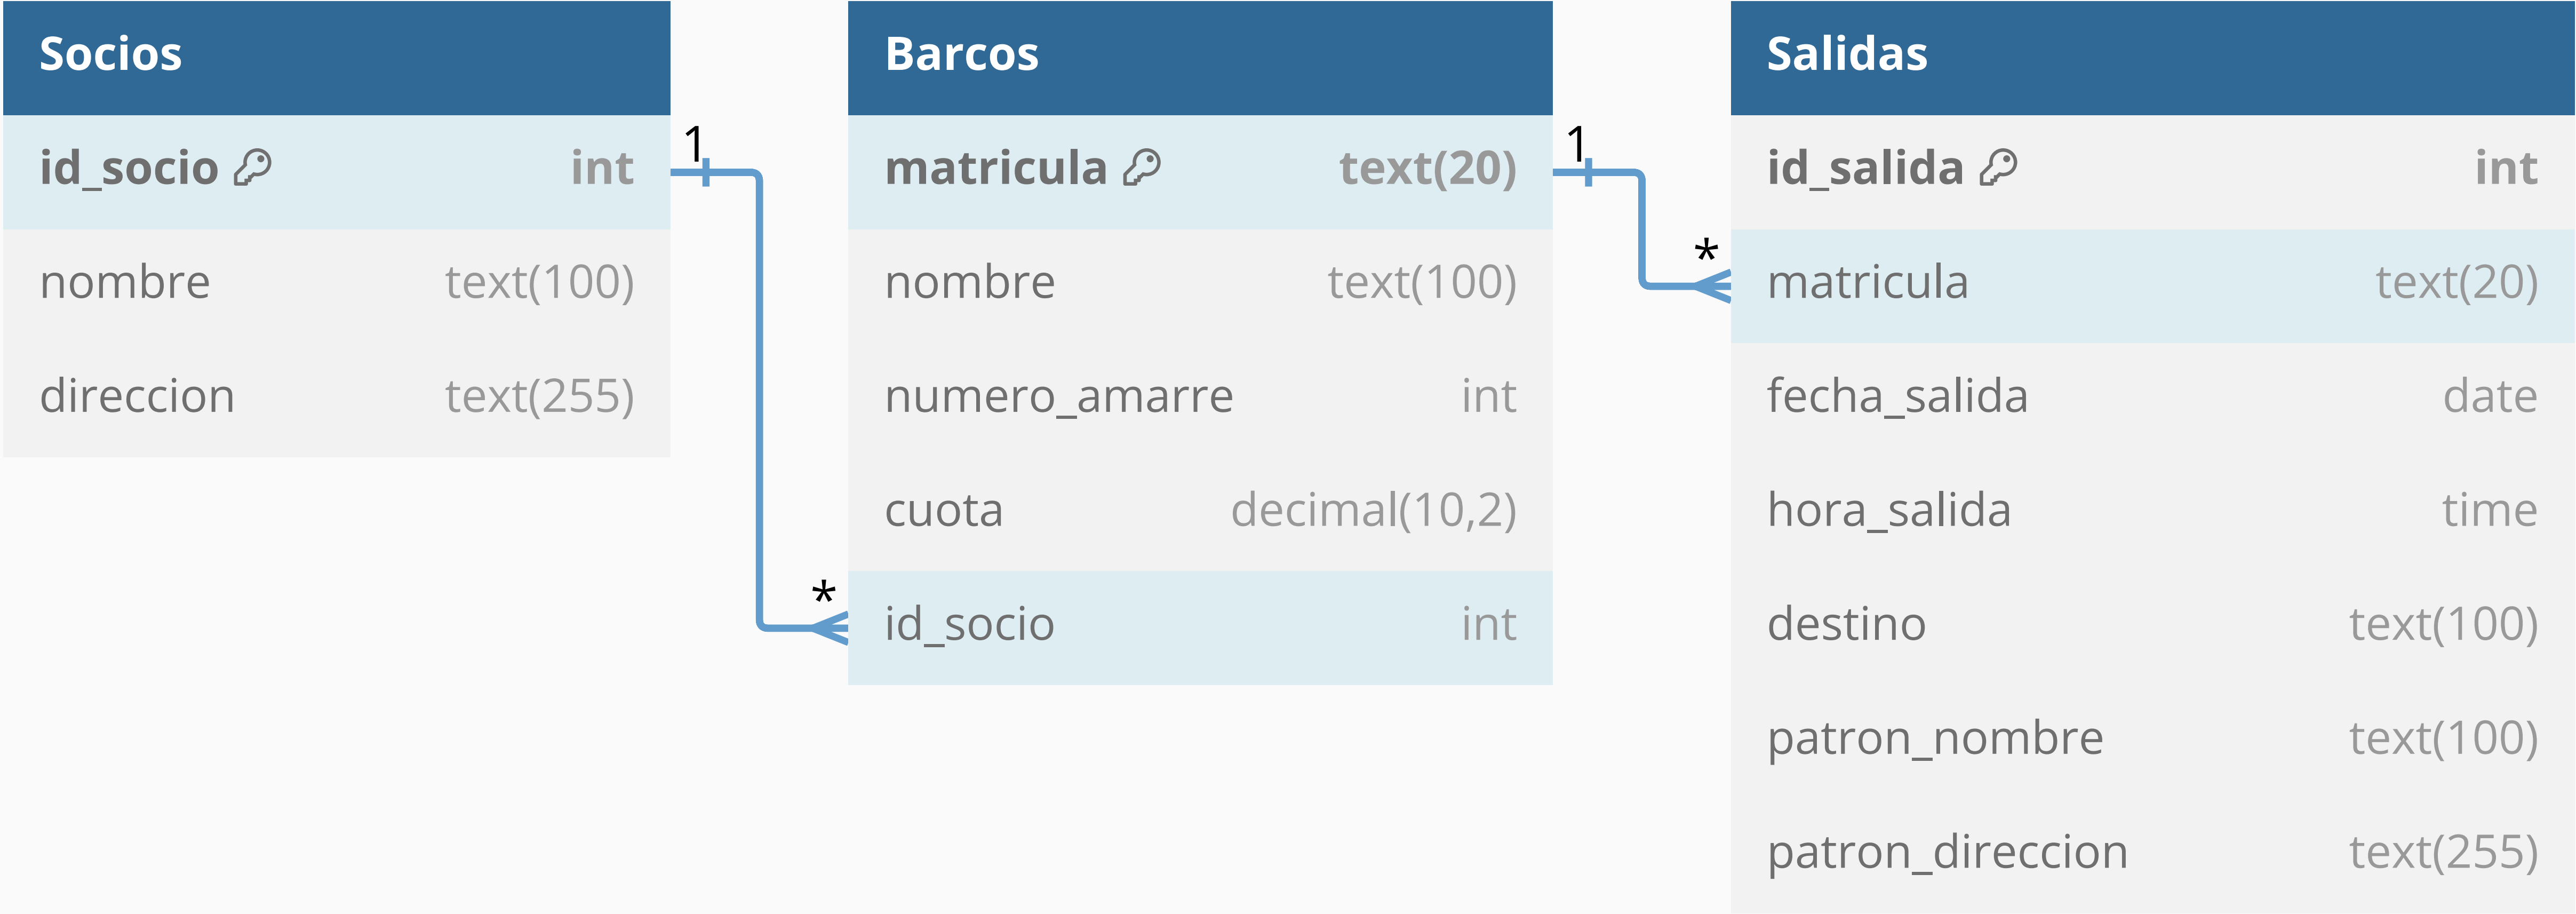 Socios
id_socio int
nombre text(100)
direccion text(255)
1
*
Barcos
matricula text(20)
nombre text(100)
numero_amarre int
cuota decimal(10,2)
id_socio int
1
*
Salidas
id_salida int
matricula text(20)
fecha_salida date
hora_salida time
destino text(100)
patron_nombre text(100)
patron_direccion text(255)